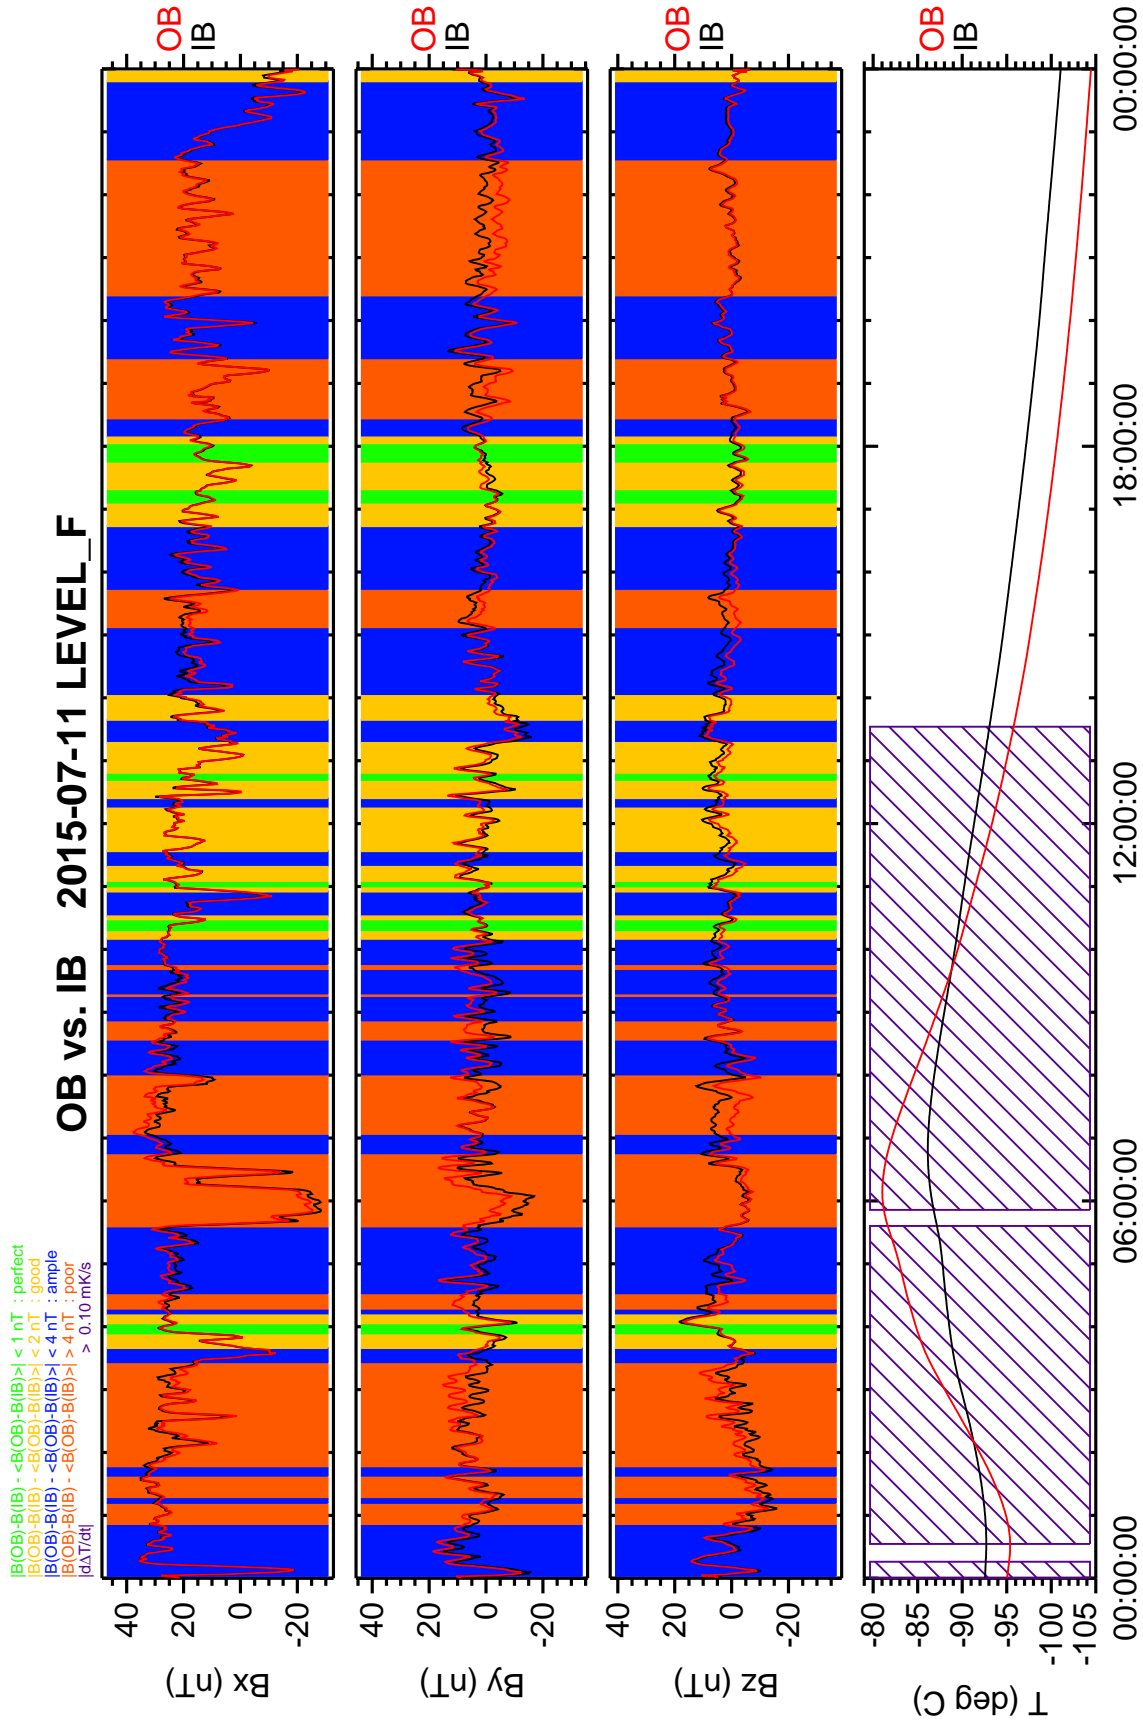 OB vs. IB 2015-07-11 LEVEL_F
|B(OB)-B(IB) - <B(OB)-B(IB)>| < 1 nT : perfect
|B(OB)-B(IB) - <B(OB)-B(IB)>| < 2 nT : good
|B(OB)-B(IB) - <B(OB)-B(IB)>| < 4 nT : ample
|B(OB)-B(IB) - <B(OB)-B(IB)>| > 4 nT : poor
|dΔT/dt| > 0.10 mK/s
Bx (nT)
40
20
0
-20
OB
IB
By (nT)
40
20
0
-20
OB
IB
Bz (nT)
40
20
0
-20
OB
IB
T (deg C)
-80
-85
-90
-95
-100
-105
OB
IB
00:00:00
06:00:00
12:00:00
18:00:00
00:00:00